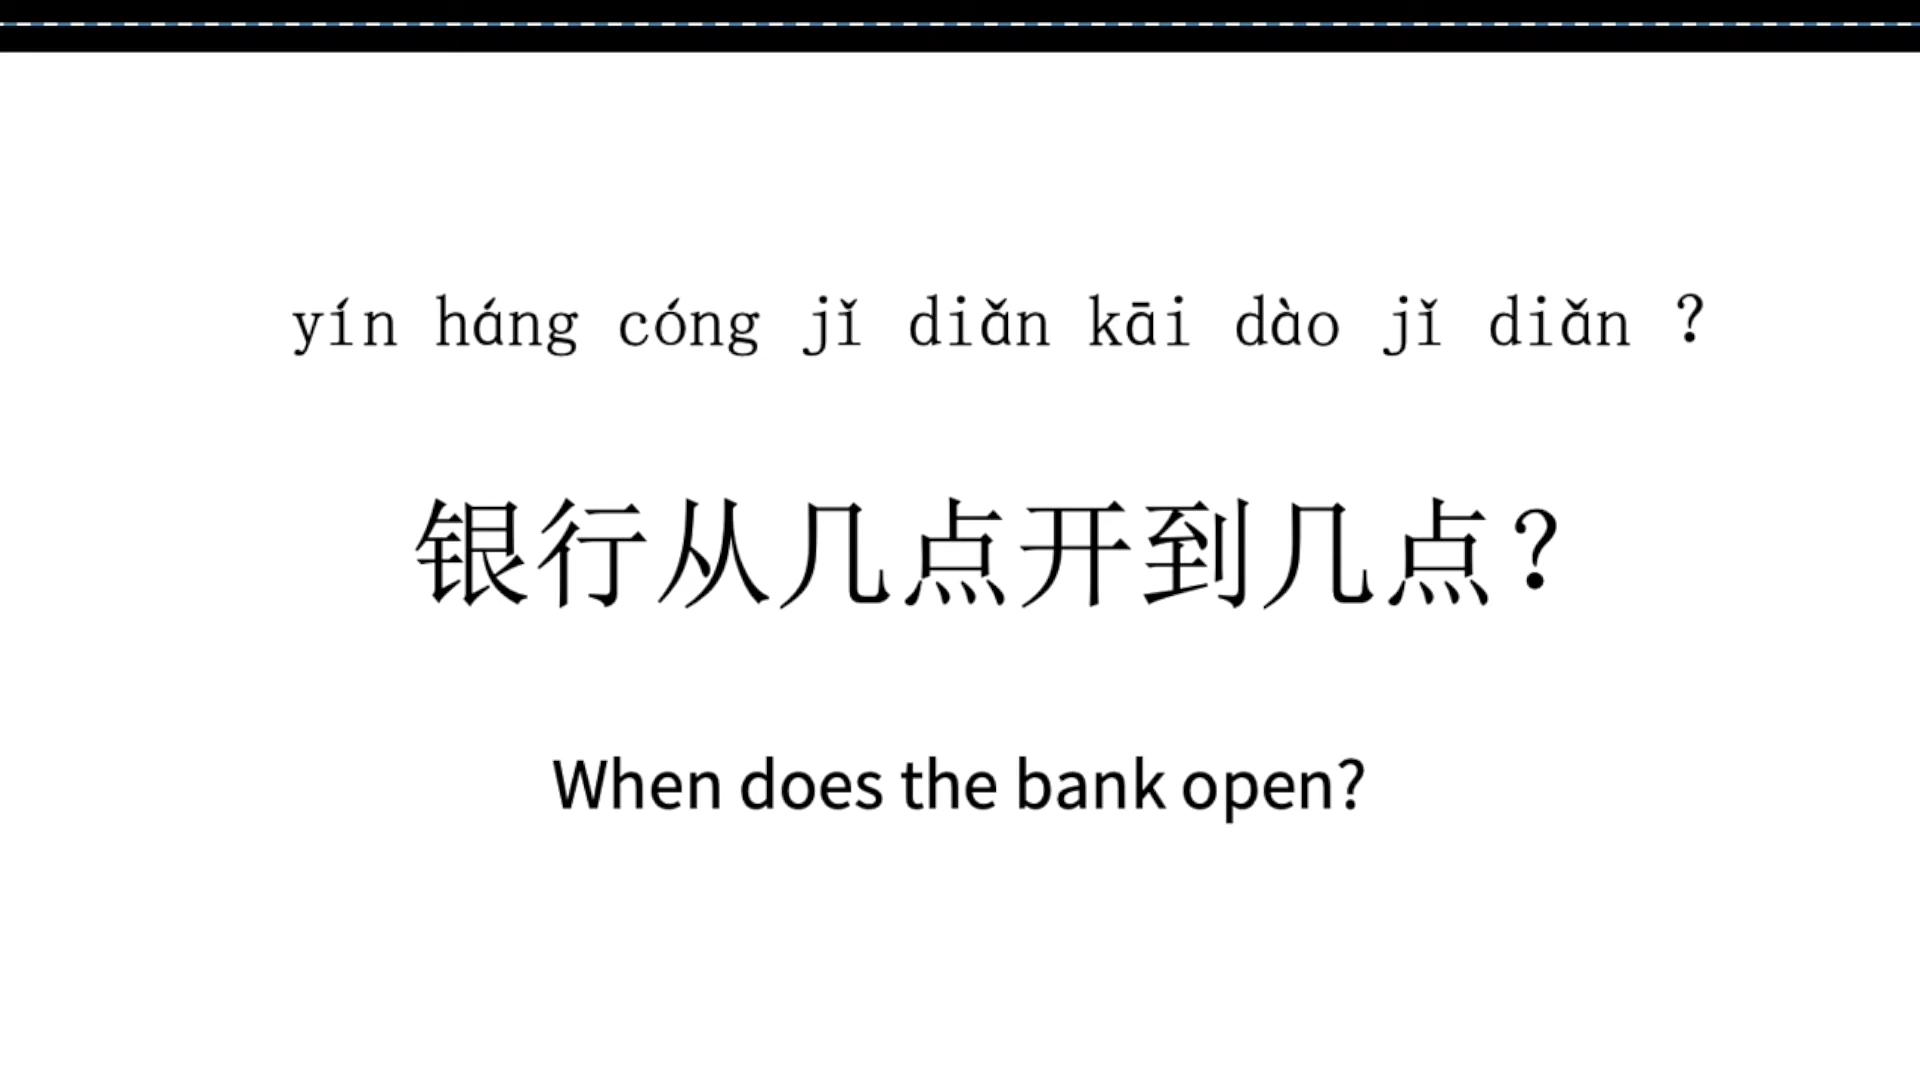 yín háng cóng jǐ diǎn kāi dào jǐ diǎn ？
银行从几点开到几点？
When does the bank open?